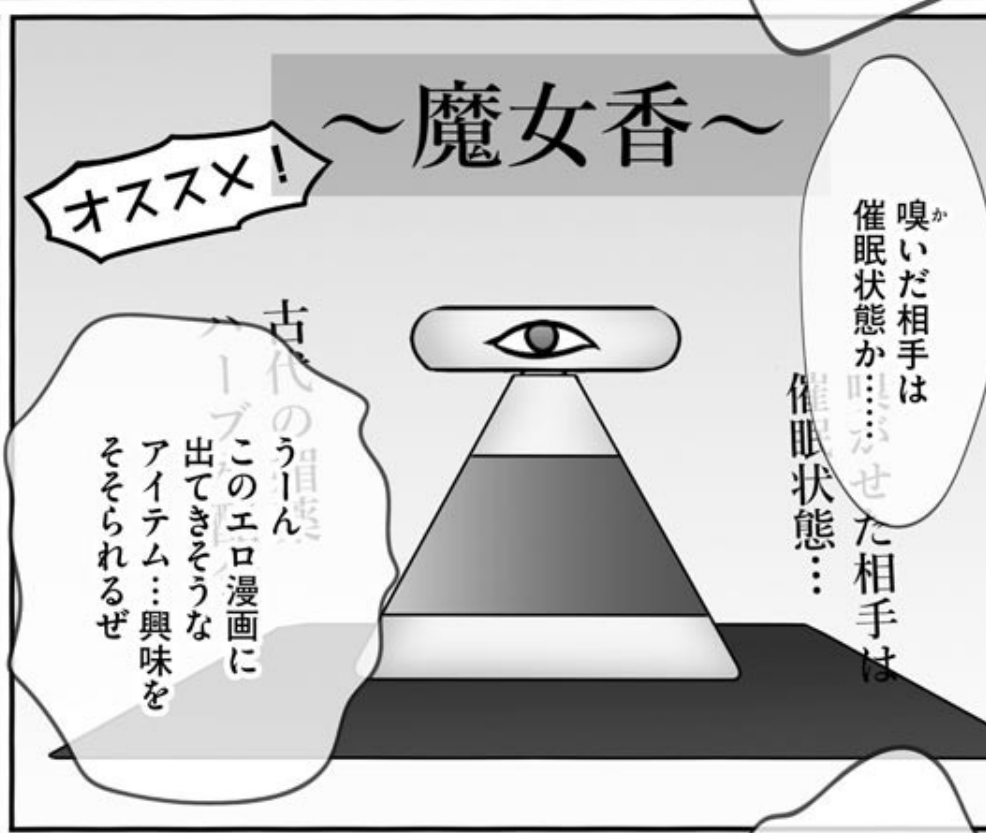 ～魔女香～
オススメ！
嗅いだ相手は
催眠状態か……
嗅がせた相手は
催眠状態…
古代の媚薬
うーん
このエロ漫画に
出てきそうな
アイテム…興味を
そそられるぜ